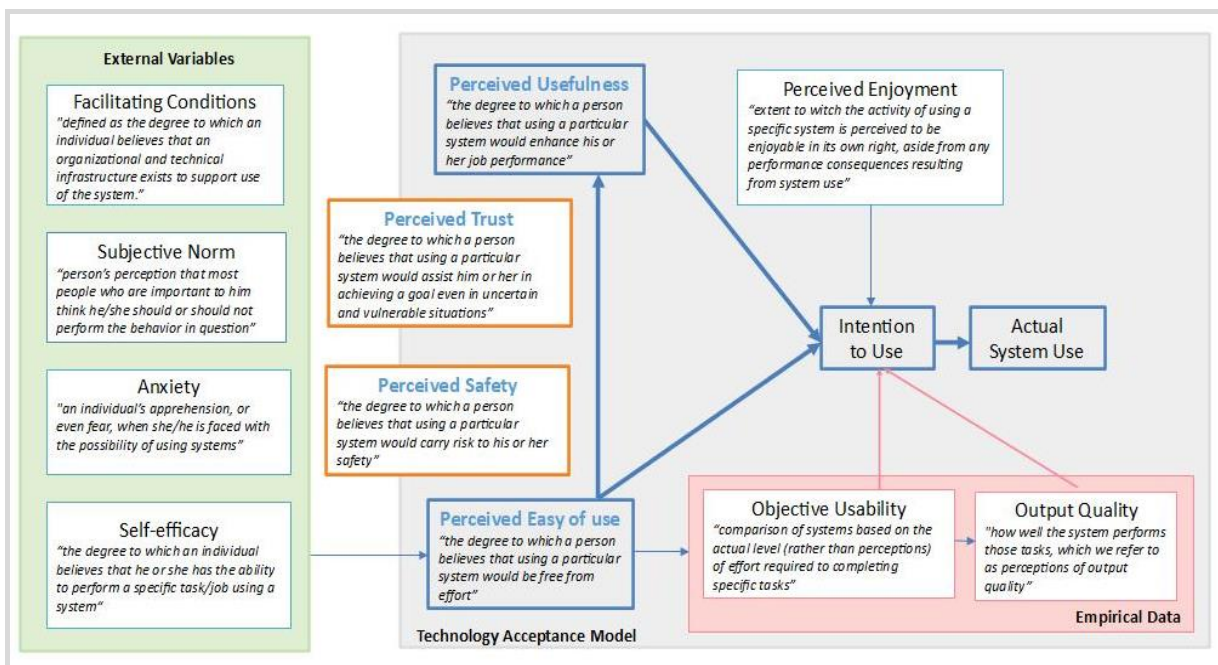 External Variables
Facilitating Conditions
"defined as the degree to which an
individual believes that an
organizational and technical
infrastructure exists to support use
of the system.”
Subjective Norm
“person’s perception that most
people who are important to him
think he/she should or should not
perform the behavior in question”
Anxiety
"an individual’s apprehension, or
even fear, when she/he is faced with
the possibility of using systems”
Self-efficacy
“the degree to which an individual
believes that he or she has the ability
to perform a specific task/job using a
system“
Perceived Usefulness
“the degree to which a person
believes that using a particular
system would enhance his or
her job performance”
Perceived Trust
“the degree to which a person
believes that using a particular
system would assist him or her in
achieving a goal even in uncertain
and vulnerable situations”
Perceived Safety
“the degree to which a person
believes that using a particular
system would carry risk to his or her
safety”
Perceived Easy of use
“the degree to which a person
believes that using a particular
system would be free from
effort”
Perceived Enjoyment
“extent to witch the activity of using a
specific system is perceived to be
enjoyable in its own right, aside from any
performance consequences resulting
from system use”
Intention
to Use
Actual
System Use
Objective Usability
“comparison of systems based on the
actual level (rather than perceptions)
of effort required to completing
specific tasks”
Output Quality
"how well the system performs
those tasks, which we refer to
as perceptions of output
quality”
Empirical Data
Technology Acceptance Model